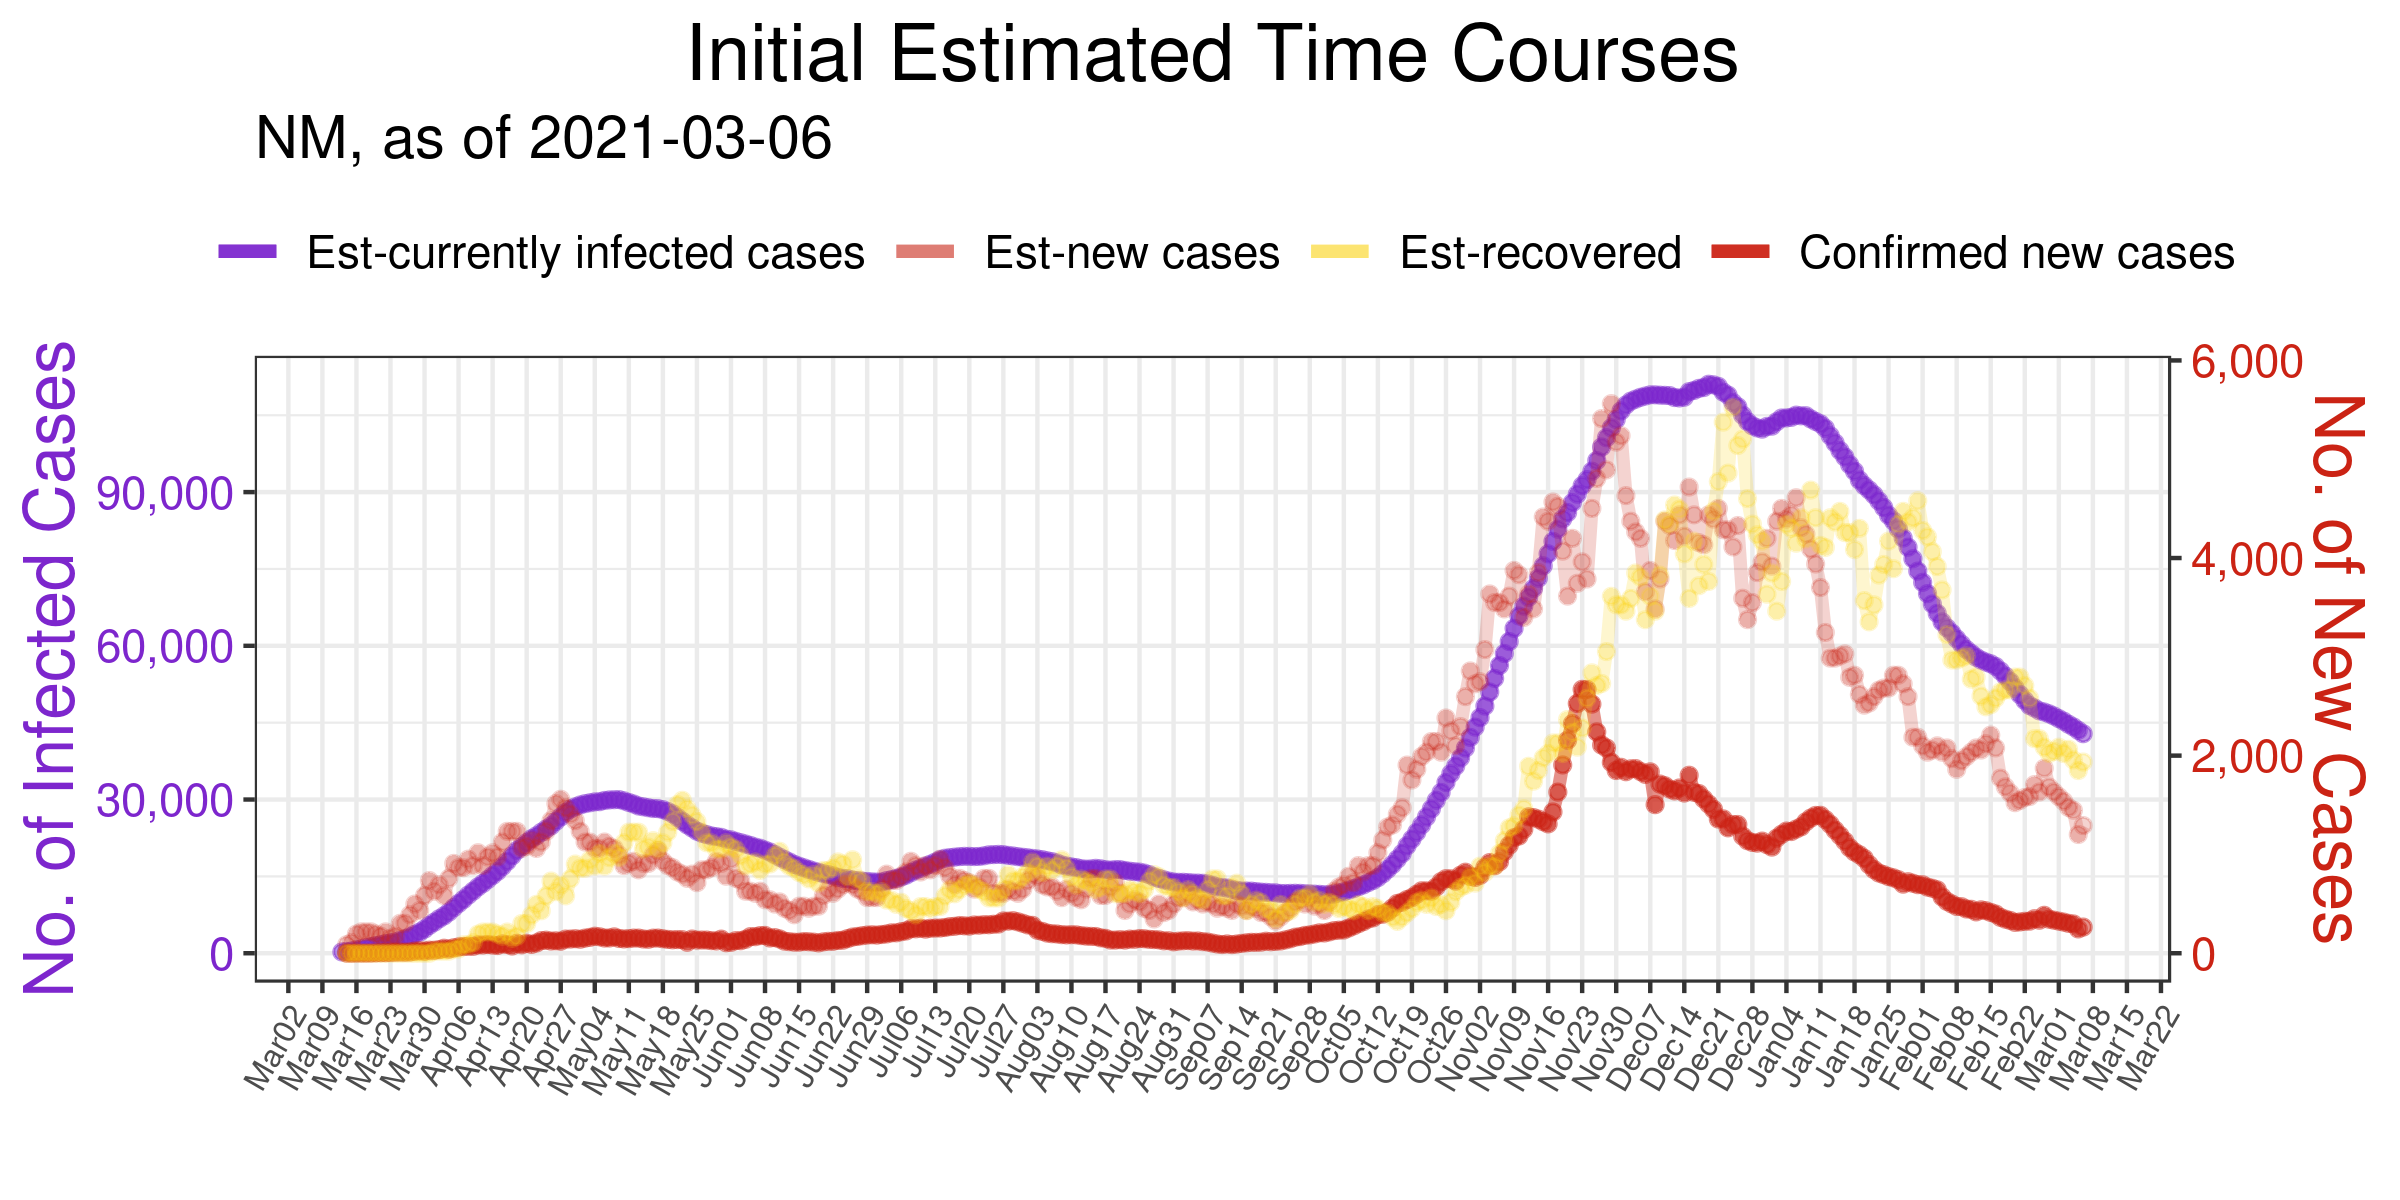 Initial Estimated Time Courses
NM, as of 2021-03-06
Est-currently infected cases
Est-new cases
Est-recovered
Confirmed new cases
No. of Infected Cases
90,000
60,000
30,000
0
6,000
4,000
2,000
0
No. of New Cases
Mar02
Mar09
Mar16
Mar23
Mar30
Apr06
Apr13
Apr20
Apr27
May04
May11
May18
May25
Jun01
Jun08
Jun15
Jun22
Jun29
Jul06
Jul13
Jul20
Jul27
Aug03
Aug10
Aug17
Aug24
Aug31
Sep07
Sep14
Sep21
Sep28
Oct05
Oct12
Oct19
Oct26
Nov02
Nov09
Nov16
Nov23
Nov30
Dec07
Dec14
Dec21
Dec28
Jan04
Jan11
Jan18
Jan25
Feb01
Feb08
Feb15
Feb22
Mar01
Mar08
Mar15
Mar22